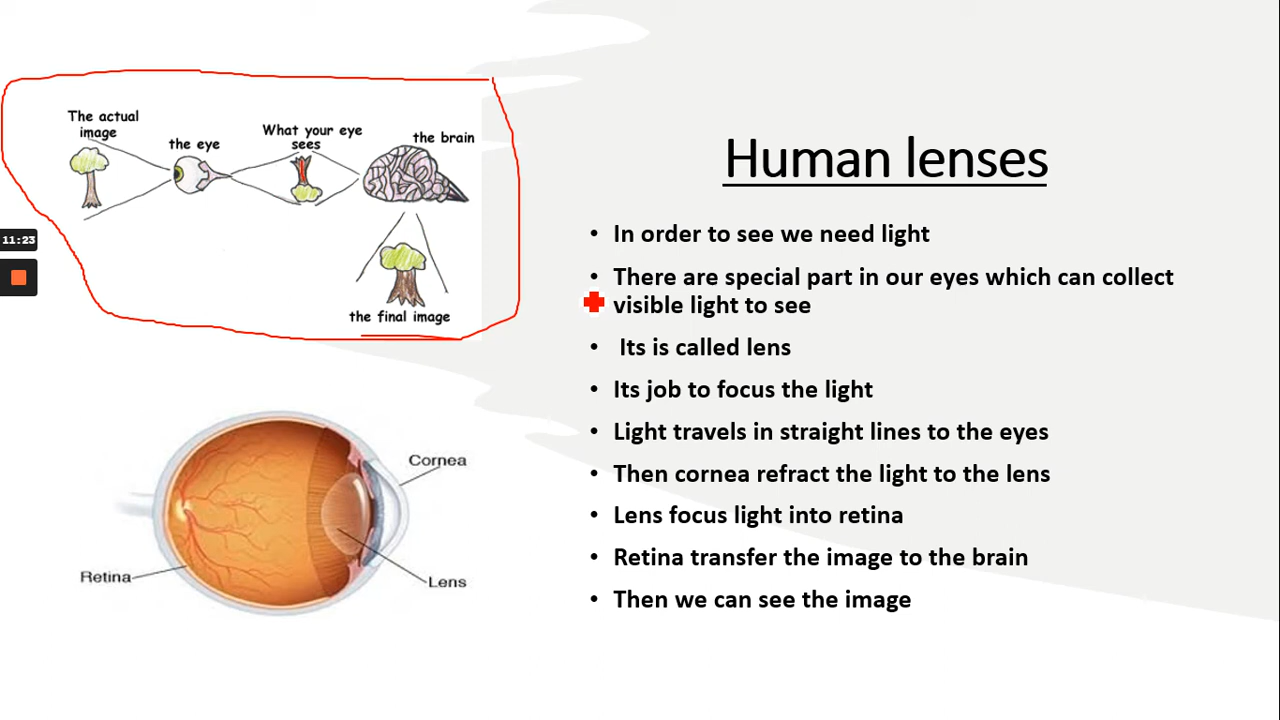 The actual
image
the eye
What your eye
sees
the brain
the final image
11:23
Cornea
Retina
Lens
Human lenses
• In order to see we need light
• There are special part in our eyes which can collect
visible light to see
• Its is called lens
• Its job to focus the light
• Light travels in straight lines to the eyes
• Then cornea refract the light to the lens
• Lens focus light into retina
• Retina transfer the image to the brain
• Then we can see the image